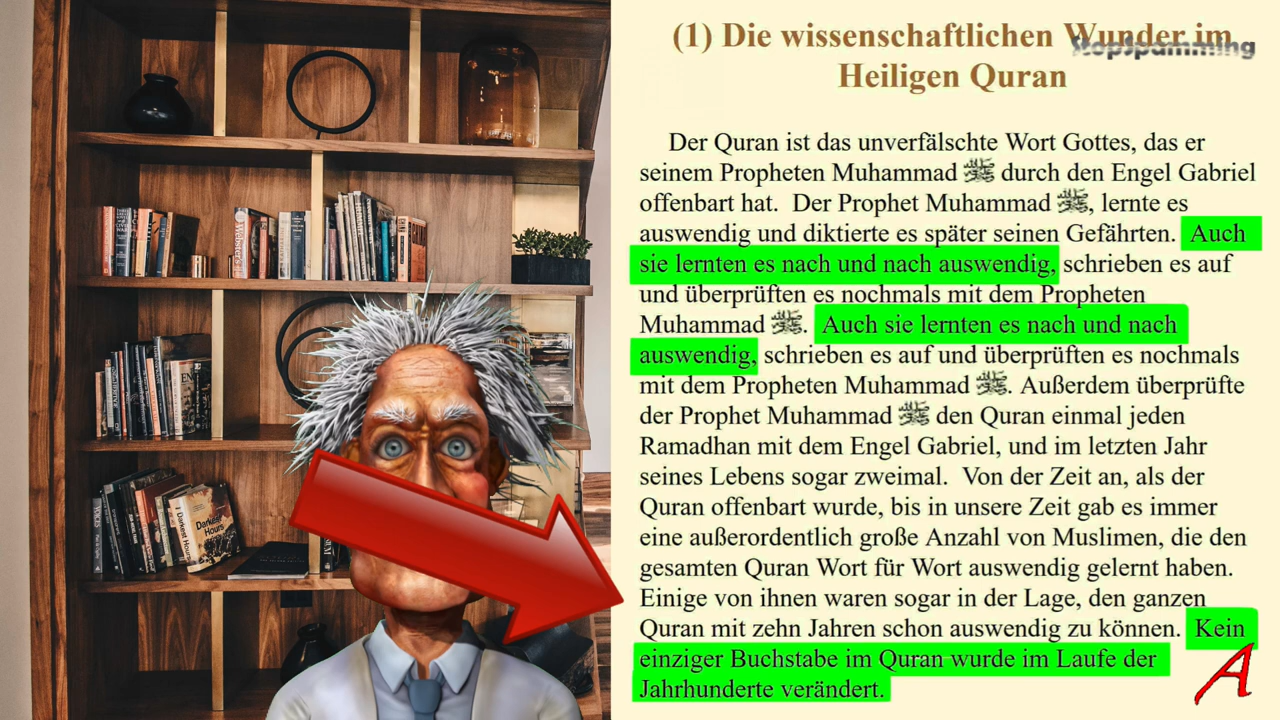 (1) Die wissenschaftlichen Wunder im
Heiligen Quran
StopSpamming
Der Quran ist das unverfälschte Wort Gottes, das er
seinem Propheten Muhammad ﷺ durch den Engel Gabriel
offenbart hat. Der Prophet Muhammad ﷺ, lernte es
auswendig und diktierte es später seinen Gefährten. Auch
sie lernten es nach und nach auswendig, schrieben es auf
und überprüften es nochmals mit dem Propheten
Muhammad ﷺ. Auch sie lernten es nach und nach
auswendig, schrieben es auf und überprüften es nochmals
mit dem Propheten Muhammad ﷺ. Außerdem überprüfte
der Prophet Muhammad ﷺ den Quran einmal jeden
Ramadhan mit dem Engel Gabriel, und im letzten Jahr
seines Lebens sogar zweimal. Von der Zeit an, als der
Quran offenbart wurde, bis in unsere Zeit gab es immer
eine außerordentlich große Anzahl von Muslimen, die den
gesamten Quran Wort für Wort auswendig gelernt haben.
Einige von ihnen waren sogar in der Lage, den ganzen
Quran mit zehn Jahren schon auswendig zu können. Kein
einziger Buchstabe im Quran wurde im Laufe der
Jahrhunderte verändert.
A
Darkest
Hours